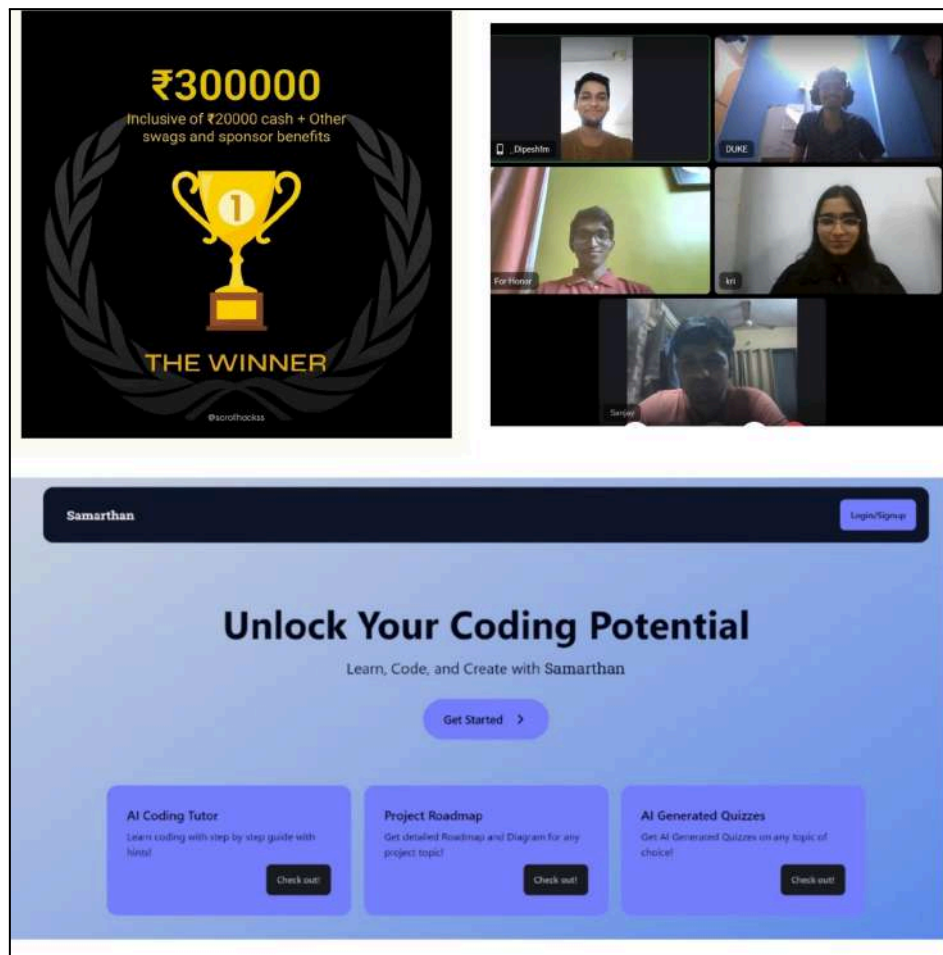 ₹300000
Inclusive of ₹20000 cash + Other
swags and sponsor benefits
1
THE WINNER
@scrolhackss
_Dipesh1m
DUKE
For Honor
kri
Sanjay
Samarthan
Login/Signup
Unlock Your Coding Potential
Learn, Code, and Create with Samarthan
Get Started
AI Coding Tutor
Learn coding with step by step guide with
hints!
Check out!
Project Roadmap
Get detailed Roadmap and Diagram for any
project topic!
Check out!
AI Generated Quizzes
Get AI Generated Quizzes on any topic of
choice!
Check out!